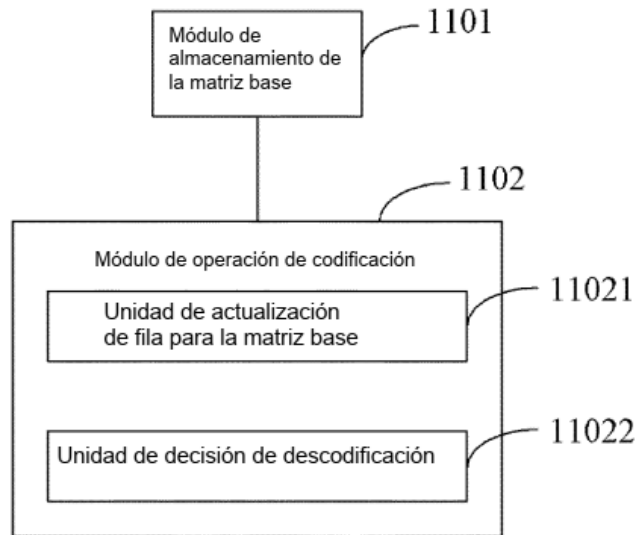 Módulo de
almacenamiento de
la matriz base
1101
1102
Módulo de operación de codificación
Unidad de actualización
de fila para la matriz base
11021
Unidad de decisión de descodificación
11022